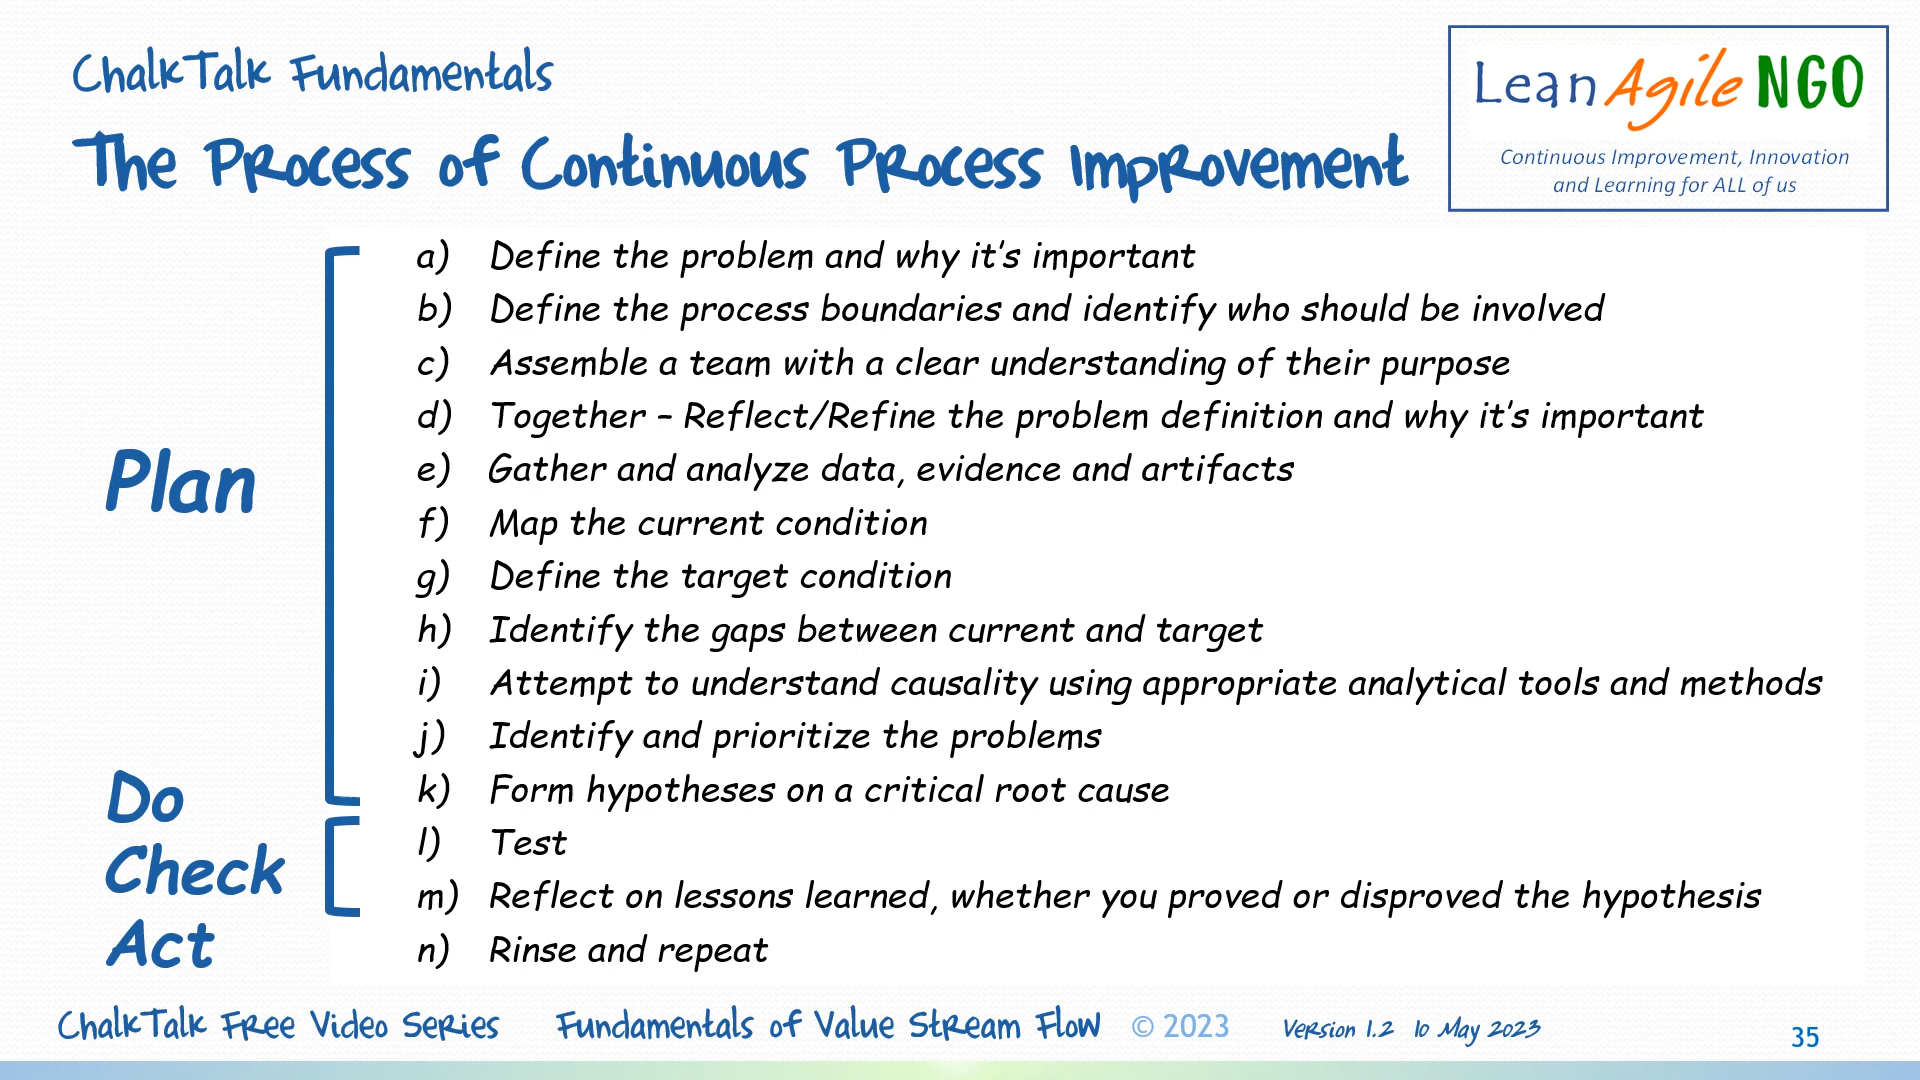 ChalkTalk Fundamentals
The Process of Continuous Process Improvement
Lean Agile NGO
Continuous Improvement, Innovation
and Learning for ALL of us
Plan
a) Define the problem and why it's important
b) Define the process boundaries and identify who should be involved
c) Assemble a team with a clear understanding of their purpose
d) Together – Reflect/Refine the problem definition and why it's important
e) Gather and analyze data, evidence and artifacts
f) Map the current condition
g) Define the target condition
h) Identify the gaps between current and target
i) Attempt to understand causality using appropriate analytical tools and methods
j) Identify and prioritize the problems
k) Form hypotheses on a critical root cause
Do
Check
Act
l) Test
m) Reflect on lessons learned, whether you proved or disproved the hypothesis
n) Rinse and repeat
ChalkTalk Free Video Series Fundamentals of Value Stream Flow © 2023 Version 1.2 10 May 2023 35